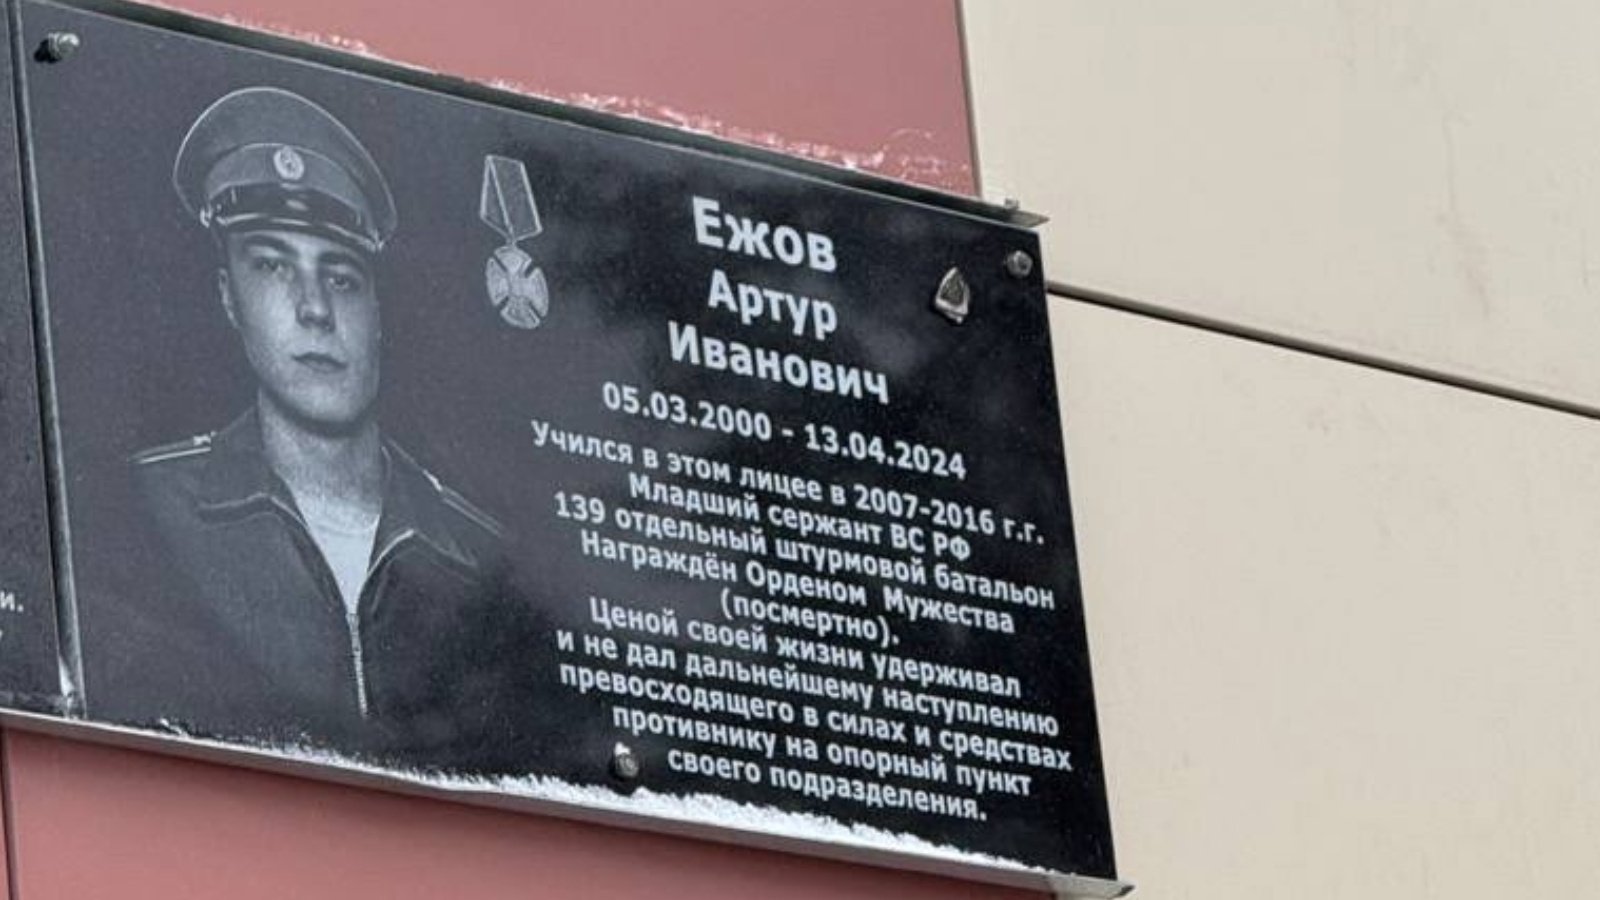 Ежов
Артур
Иванович
05.03.2000 - 13.04.2024
Учился в этом лицее в 2007-2016 г.г.
Младший сержант ВС РФ
139 отдельный штурмовой батальон
Награждён Орденом Мужества
(посмертно).
Ценой своей жизни удерживал
и не дал дальнейшему наступлению
превосходящего в силах и средствах
противнику на опорный пункт
своего подразделения.